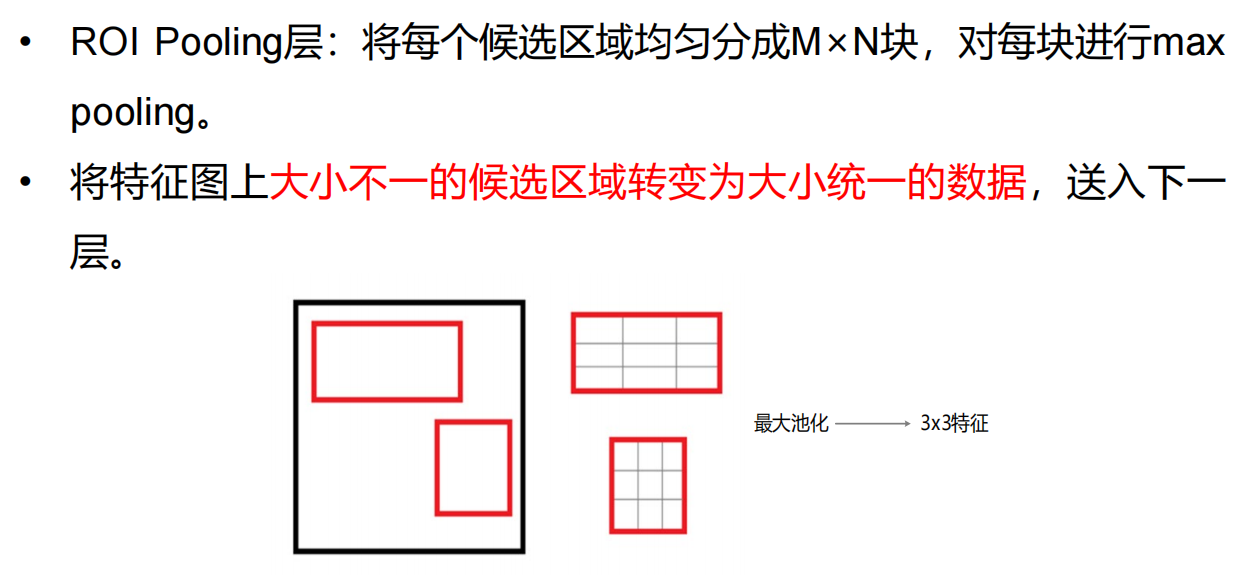 • ROI Pooling层：将每个候选区域均匀分成M×N块，对每块进行max
pooling。
• 将特征图上大小不一的候选区域转变为大小统一的数据，送入下一
层。
最大池化 3x3特征